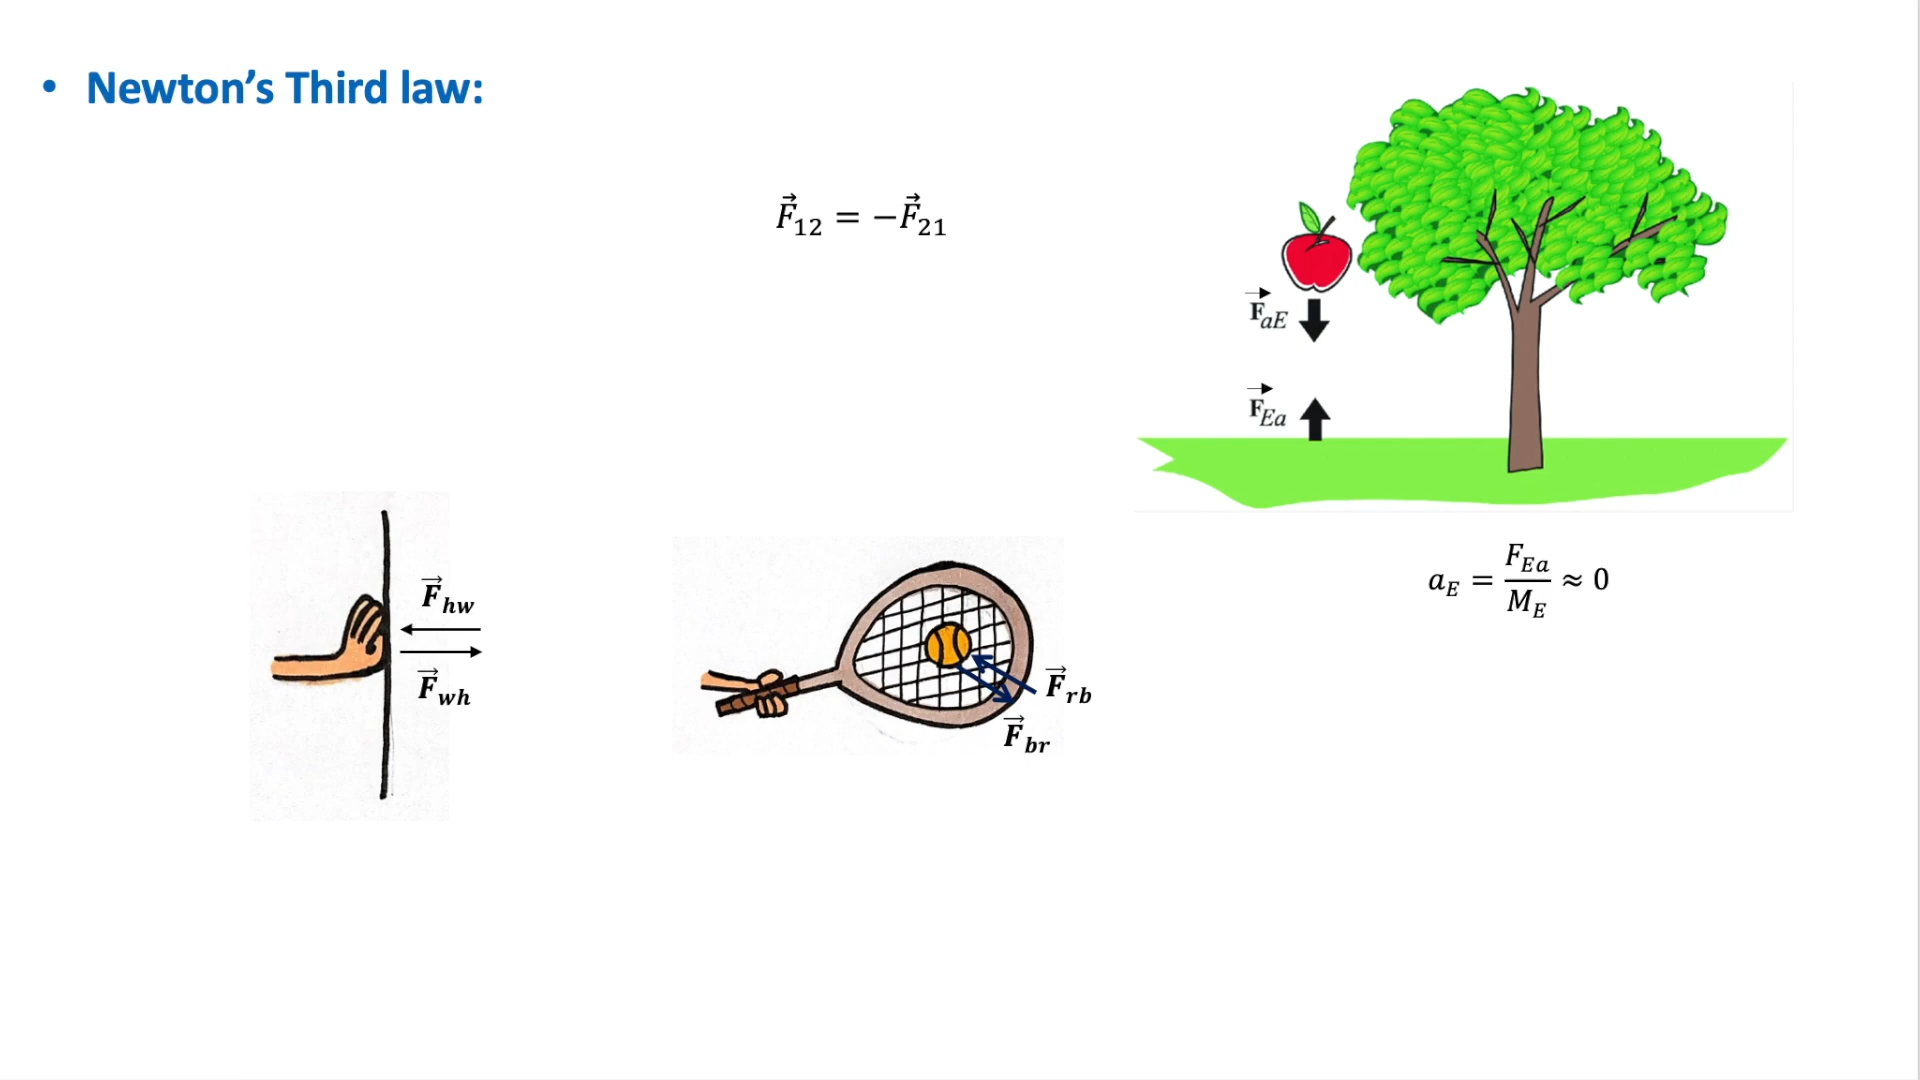 • Newton's Third law:
$\vec{F}_{12} = -\vec{F}_{21}$
$\vec{F}_{aE}$
$\vec{F}_{Ea}$
$a_E = \frac{F_{Ea}}{M_E} \approx 0$
$\vec{F}_{hw}$
$\vec{F}_{wh}$
$\vec{F}_{rb}$
$\vec{F}_{br}$